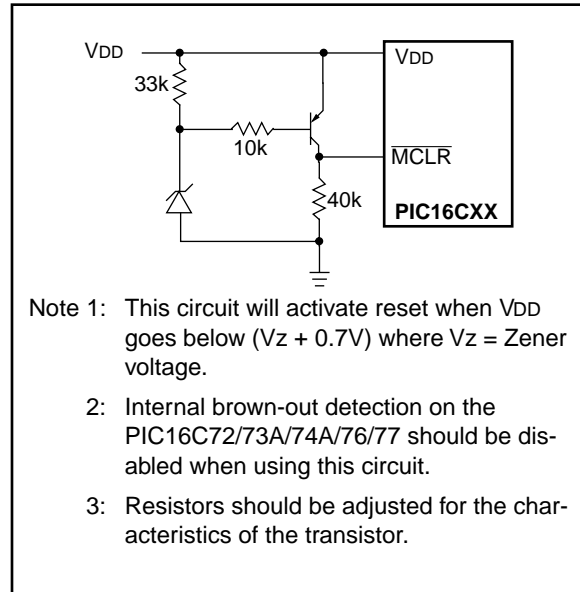 VDD
VDD
33k
10k
MCLR
40k
PIC16CXX
Note 1: This circuit will activate reset when VDD
goes below (Vz + 0.7V) where Vz = Zener
voltage.
2: Internal brown-out detection on the
PIC16C72/73A/74A/76/77 should be dis-
abled when using this circuit.
3: Resistors should be adjusted for the char-
acteristics of the transistor.